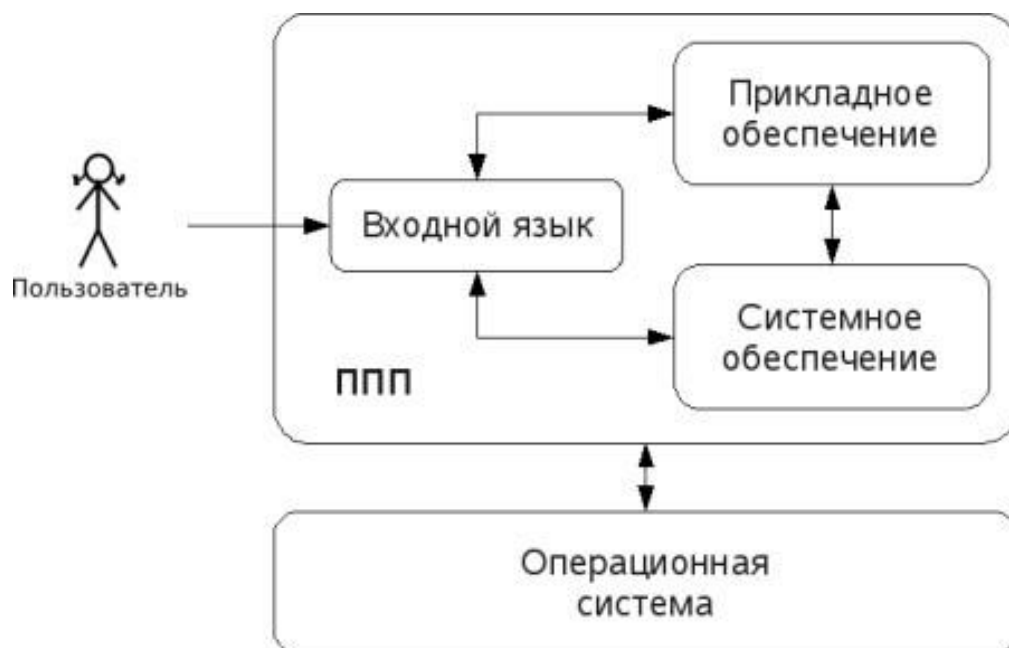 Прикладное
обеспечение
Входной язык
Пользователь
Системное
обеспечение
ППП
Операционная
система